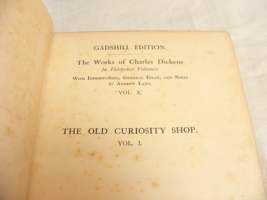 GADSHILL EDITION.
The Works of Charles Dickens
In Thirty-four Volumes.
With Introductions, General Essay, and Notes
by Andrew Lang.
VOL. X.
THE OLD CURIOSITY SHOP.
VOL. I.